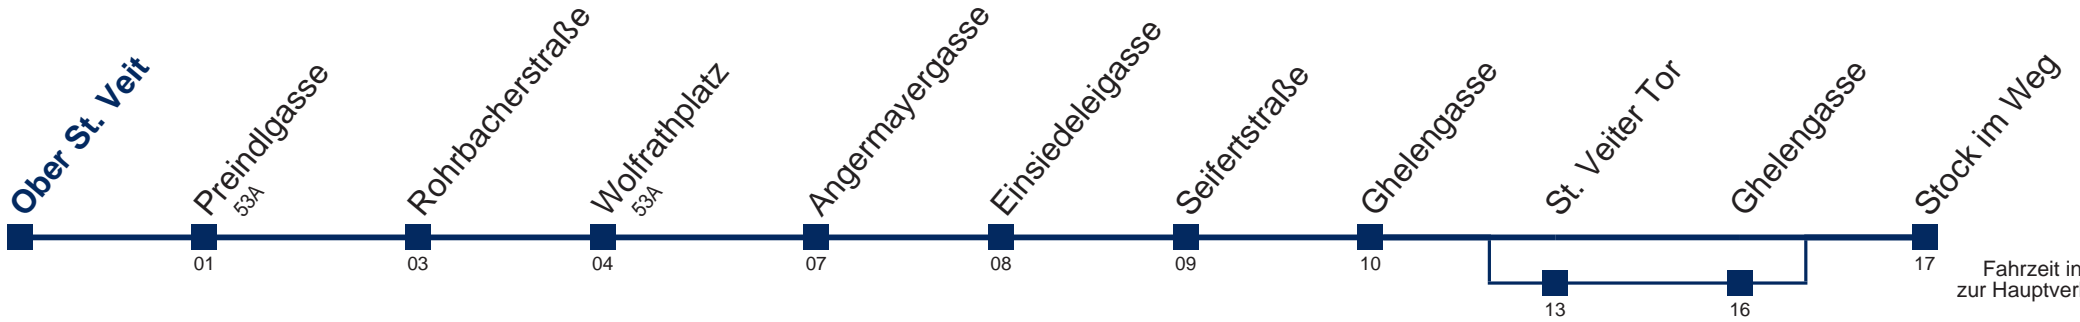 Ober St. Veit
Preindlgasse
53A
Rohrbacherstraße
Wolfrathplatz
53A
Angermayergasse
Einsiedeleigasse
Seifertstraße
Ghelengasse
St. Veiter Tor
Ghelengasse
Stock im Weg
01
03
04
07
08
09
10
13
16
17
Fahrzeit in
zur Hauptver